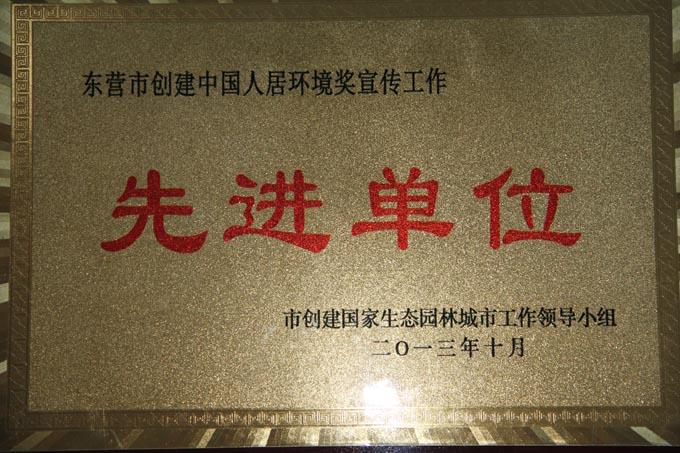 东营市创建中国人居环境奖宣传工作
先进单位
市创建国家生态园林城市工作领导小组
二〇一三年十月